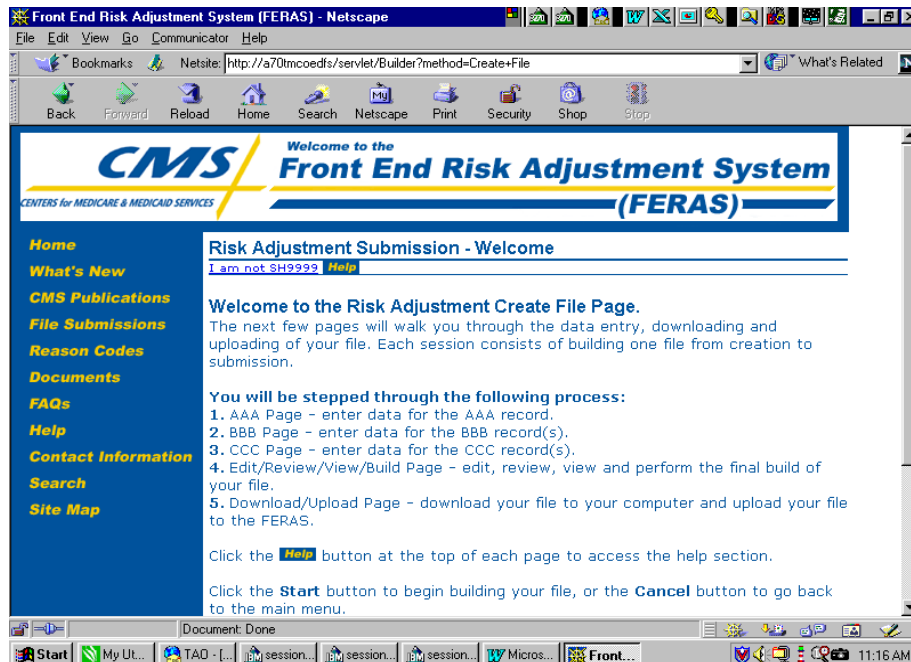 Front End Risk Adjustment System (FERAS) - Netscape
File Edit View Go Communicator Help
Bookmarks Netsite: http://a70tmcoedfs/servlet/Builder?method=Create+File What's Related
My
Back Forward Reload Home Search Netscape Print Security Shop Stop
CMS
CENTERS for MEDICARE & MEDICAID SERVICES
Welcome to the
Front End Risk Adjustment System
(FERAS)
Home
What's New
CMS Publications
File Submissions
Reason Codes
Documents
FAQs
Help
Contact Information
Search
Site Map
Risk Adjustment Submission - Welcome
I am not SH9999 Help
Welcome to the Risk Adjustment Create File Page.
The next few pages will walk you through the data entry, downloading and
uploading of your file. Each session consists of building one file from creation to
submission.
You will be stepped through the following process:
1. AAA Page - enter data for the AAA record.
2. BBB Page - enter data for the BBB record(s).
3. CCC Page - enter data for the CCC record(s).
4. Edit/Review/View/Build Page - edit, review, view and perform the final build of
your file.
5. Download/Upload Page - download your file to your computer and upload your file
to the FERAS.
Click the Help button at the top of each page to access the help section.
Click the Start button to begin building your file, or the Cancel button to go back
to the main menu.
Document: Done
Start My Ut... TAO - [... session... session... session... Micros... Front... 11:16 AM